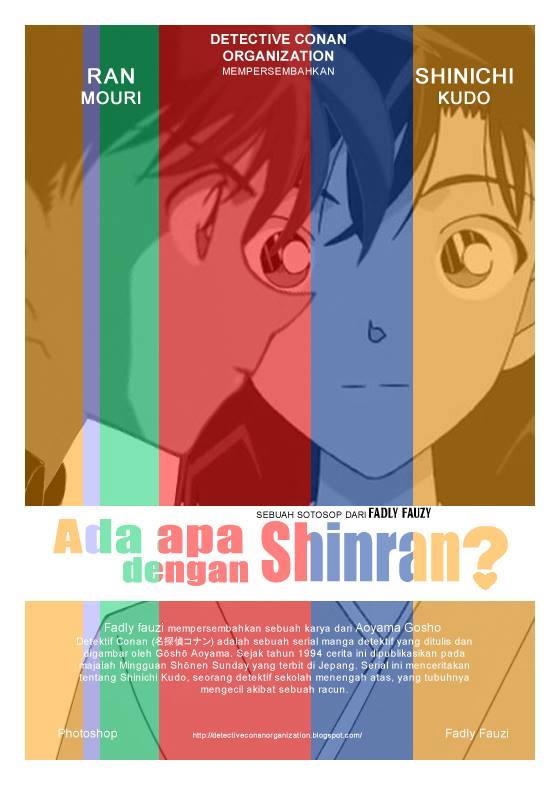 DETECTIVE CONAN
ORGANIZATION
MEMPERSEMBAHKAN
RAN
MOURI
SHINICHI
KUDO
SEBUAH SOTOSOP DARI FADLY FAUZY
Ada apa
dengan
Shinran?
Fadly fauzi mempersembahkan sebuah karya dari Aoyama Gosho
Detektif Conan (名探偵コナン) adalah sebuah serial manga detektif yang ditulis dan
digambar oleh Gōshō Aoyama. Sejak tahun 1994 cerita ini dipublikasikan pada
majalah Mingguan Shōnen Sunday yang terbit di Jepang. Serial ini menceritakan
tentang Shinichi Kudo, seorang detektif sekolah menengah atas, yang tubuhnya
mengecil akibat sebuah racun.
Photoshop
http://detectiveconanorganization.blogspot.com/
Fadly Fauzi